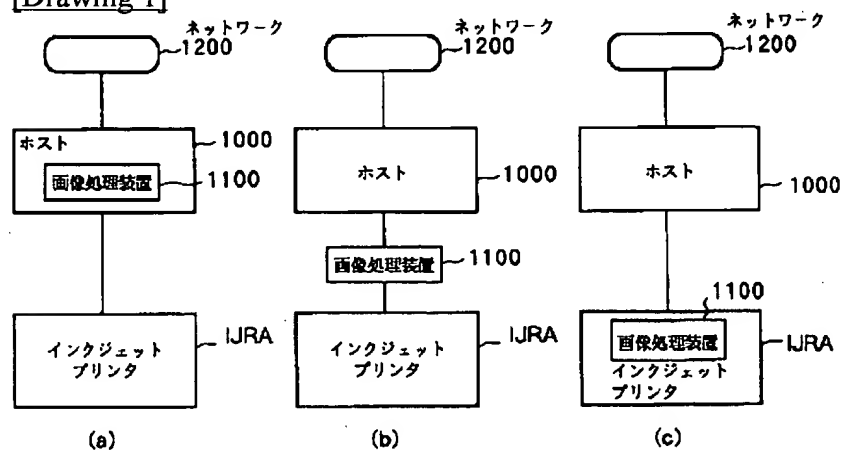 [Drawing 1]
ネットワーク
1200
ホスト
1000
画像処理装置
1100
インクジェット
プリンタ
IJRA
(a)
ネットワーク
1200
ホスト
1000
画像処理装置
1100
インクジェット
プリンタ
IJRA
(b)
ネットワーク
1200
ホスト
1000
1100
画像処理装置
インクジェット
プリンタ
IJRA
(c)